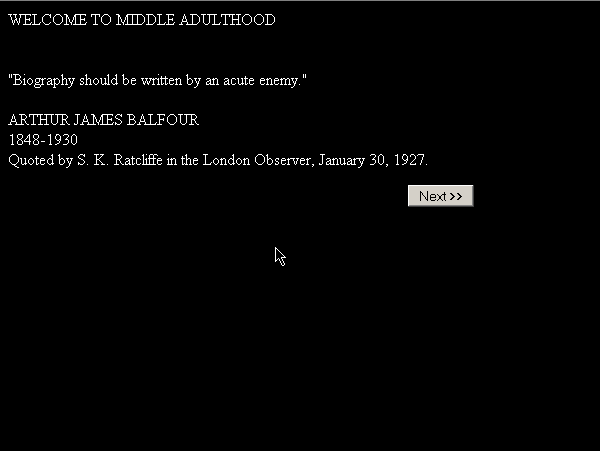 WELCOME TO MIDDLE ADULTHOOD
"Biography should be written by an acute enemy."
ARTHUR JAMES BALFOUR
1848-1930
Quoted by S. K. Ratcliffe in the London Observer, January 30, 1927.
Next >>